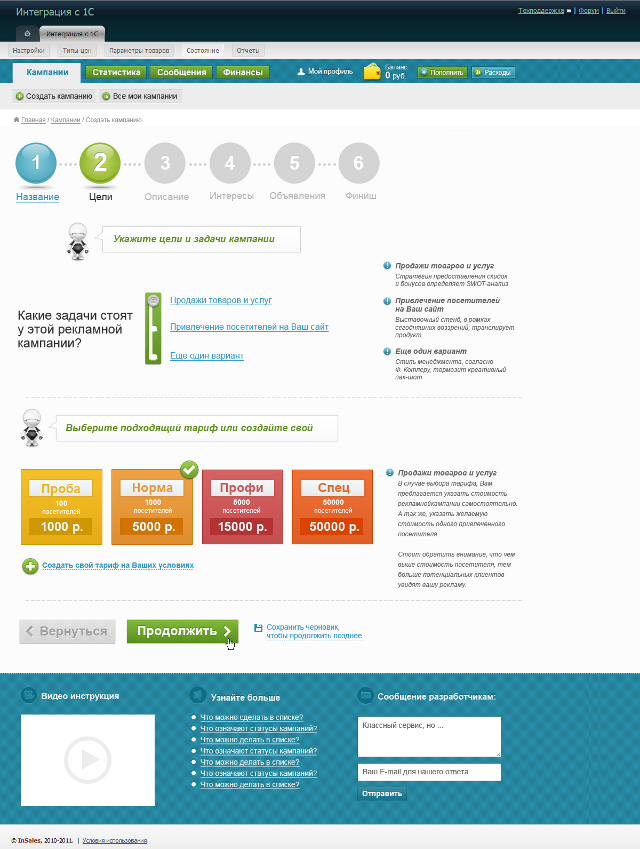 Интеграция с 1С
Техподдержка | Форум | Выйти
Интеграция с 1С
Настройки Типы цен Параметры товаров Состояние Отчеты
Кампании Статистика Сообщения Финансы Мой профиль Баланс 0 руб. Пополнить Расходы
Создать кампанию Все мои кампании
Главная / Кампании / Создать кампанию
1 2 3 4 5 6
Название Цели Описание Интересы Объявления Финиш
Укажите цели и задачи кампании
Какие задачи стоят
у этой рекламной
кампании?
Продажи товаров и услуг
Привлечение посетителей на Ваш сайт
Еще один вариант
Продажи товаров и услуг
Стратегия предоставления скидок
и бонусов определяет SWOT-анализ
Привлечение посетителей
на Ваш сайт
Выставочный стенд, в рамках
сегодняшних воззрений, транслирует
продукт
Еще один вариант
Стиль менеджмента, согласно
Ф. Котлеру, тормозит креативный
пак-шот
Выберите подходящий тариф или создайте свой
Проба
100
посетителей
1000 р.
Норма
1000
посетителей
5000 р.
Профи
5000
посетителей
15000 р.
Спец
50000
посетителей
50000 р.
Создать свой тариф на Ваших условиях
Продажи товаров и услуг
В случае выбора тарифа, Вам
предлагается указать стоимость
рекламнойкампании самостоятельно.
А так же, указать желаемую
стоимость одного привлеченного
посетителя
Стоит обратить внимание, что чем
выше стоимость посетителя, тем
больше потенциальных клиентов
увидят вашу рекламу.
Вернуться Продолжить
Сохранить черновик,
чтобы продолжить позднее
Видео инструкция
Узнайте больше
Что можно сделать в списке?
Что означают статусы кампаний?
Что можно делать в списке?
Что означают статусы кампаний?
Что можно делать в списке?
Что означают статусы кампаний?
Что можно делать в списке?
Сообщение разработчикам:
Классный сервис, но ...
Ваш E-mail для нашего ответа
Отправить
© InSales, 2010-2011. | Условия использования